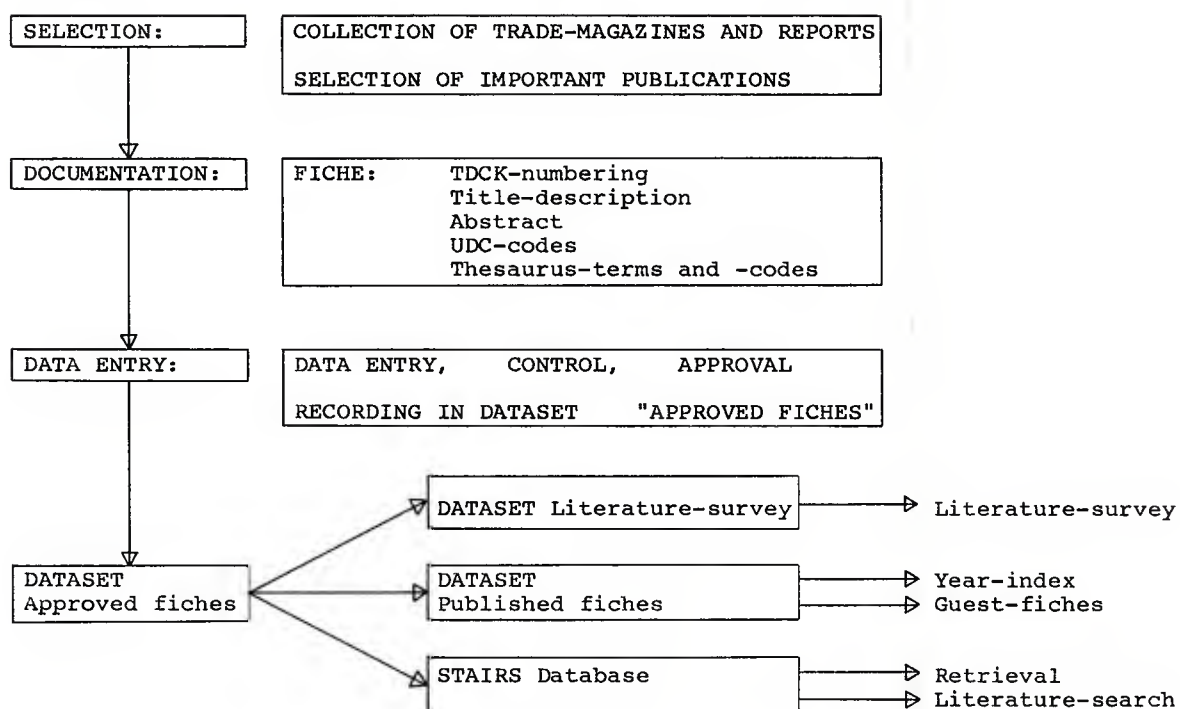 SELECTION:
COLLECTION OF TRADE-MAGAZINES AND REPORTS
SELECTION OF IMPORTANT PUBLICATIONS
DOCUMENTATION:
FICHE: TDCK-numbering
Title-description
Abstract
UDC-codes
Thesaurus-terms and -codes
DATA ENTRY:
DATA ENTRY, CONTROL, APPROVAL
RECORDING IN DATASET "APPROVED FICHES"
DATASET
Approved fiches
DATASET Literature-survey
Literature-survey
DATASET
Published fiches
Year-index
Guest-fiches
STAIRS Database
Retrieval
Literature-search